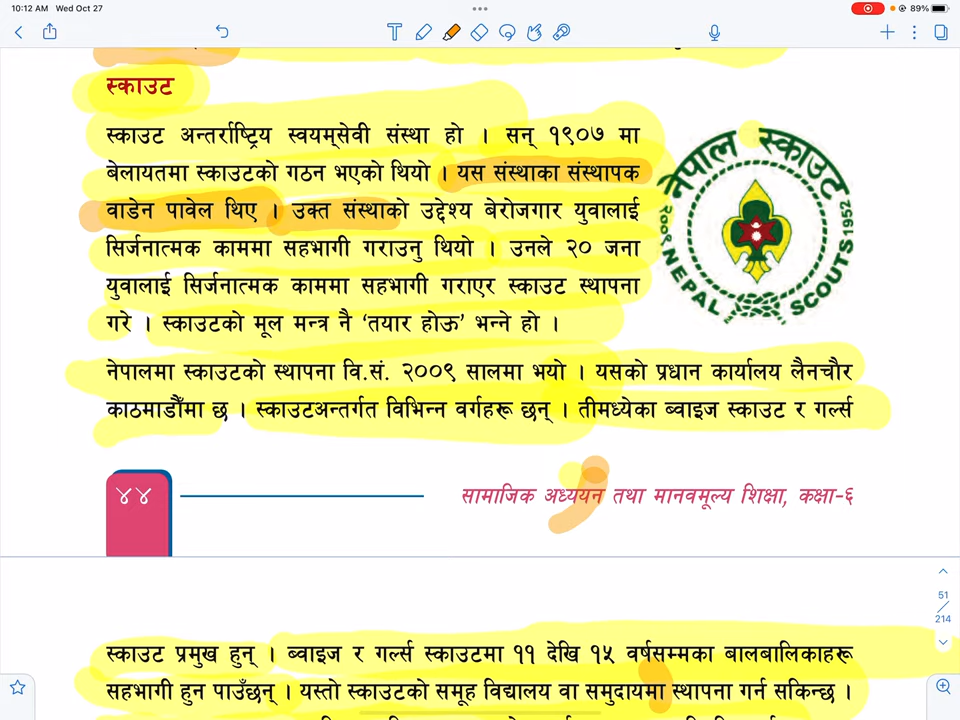 10:12 AM Wed Oct 27
89%
स्काउट
स्काउट अन्तर्राष्ट्रिय स्वयम्सेवी संस्था हो । सन् १९०७ मा
बेलायतमा स्काउटको गठन भएको थियो । यस संस्थाका संस्थापक
वाडेन पावेल थिए । उक्त संस्थाको उद्देश्य बेरोजगार युवालाई
सिर्जनात्मक काममा सहभागी गराउनु थियो । उनले २० जना
युवालाई सिर्जनात्मक काममा सहभागी गराएर स्काउट स्थापना
गरे । स्काउटको मूल मन्त्र नै ‘तयार होऊ’ भन्ने हो ।
नेपाल स्काउट
२००९ NEPAL SCOUTS 1952
नेपालमा स्काउटको स्थापना वि.सं. २००९ सालमा भयो । यसको प्रधान कार्यालय लैनचौर
काठमाडौँमा छ । स्काउटअन्तर्गत विभिन्न वर्गहरू छन् । तीमध्येका ब्वाइज स्काउट र गर्ल्स
४४
सामाजिक अध्ययन तथा मानवमूल्य शिक्षा, कक्षा-६
51
214
स्काउट प्रमुख हुन् । ब्वाइज र गर्ल्स स्काउटमा ११ देखि १५ वर्षसम्मका बालबालिकाहरू
सहभागी हुन पाउँछन् । यस्तो स्काउटको समूह विद्यालय वा समुदायमा स्थापना गर्न सकिन्छ ।